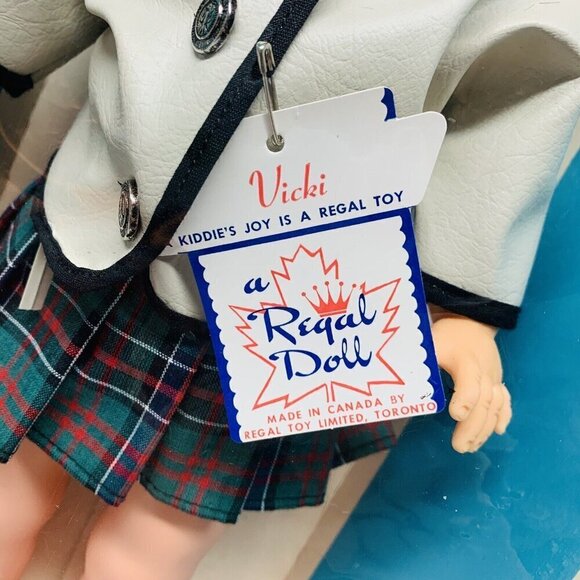 Vicki
KIDDIE'S JOY IS A REGAL TOY
a
Regal
Doll
MADE IN CANADA BY
REGAL TOY LIMITED, TORONTO